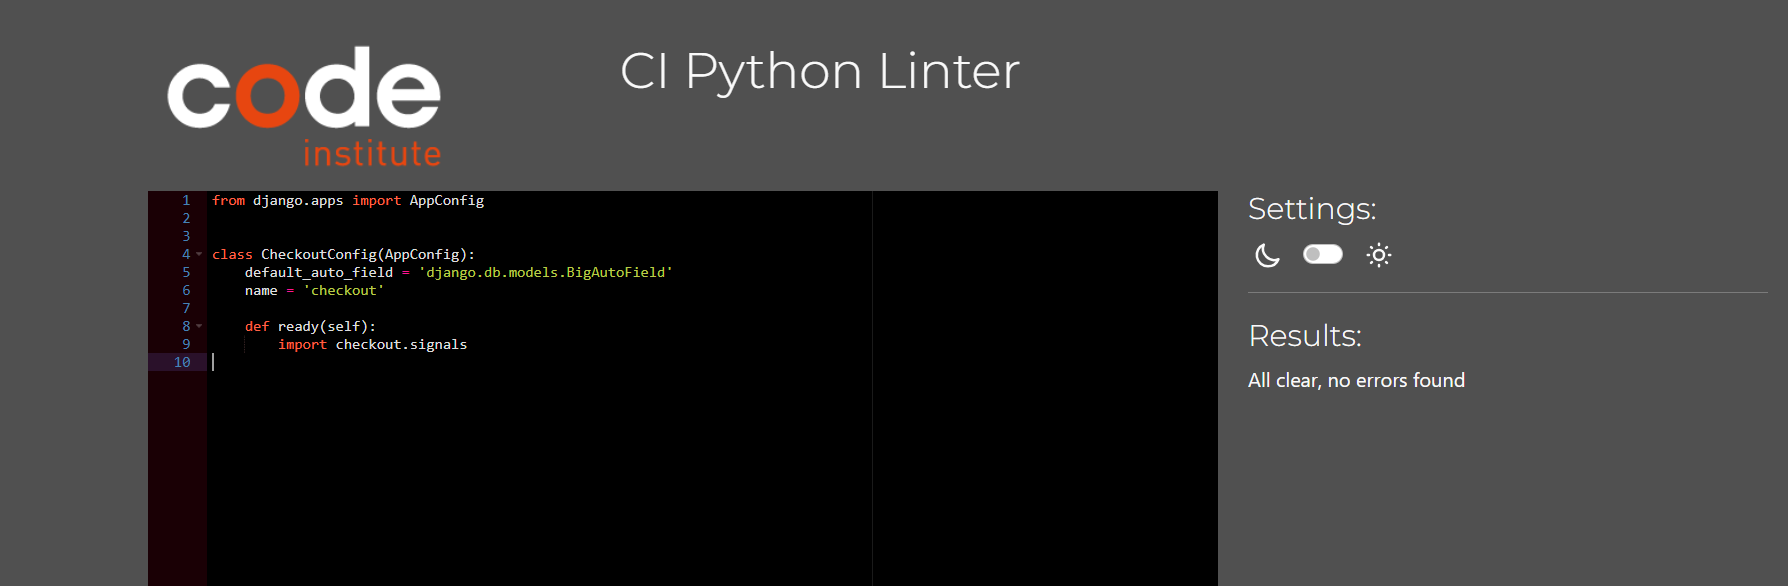 code
institute
CI Python Linter
1 from django.apps import AppConfig
2
3
4 class CheckoutConfig(AppConfig):
5     default_auto_field = 'django.db.models.BigAutoField'
6     name = 'checkout'
7
8     def ready(self):
9         import checkout.signals
10
Settings:
Results:
All clear, no errors found